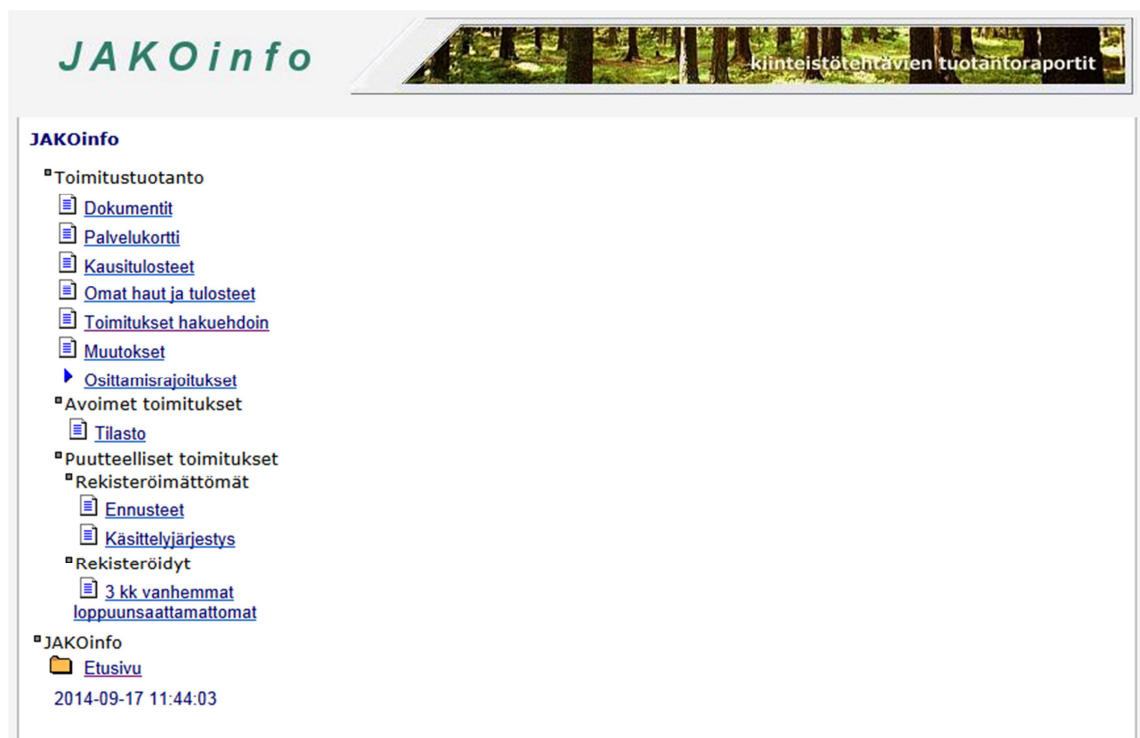 JAKOinfo
kiinteistötehtävien tuotantoraportit
JAKOinfo
Toimitustuotanto
Dokumentit
Palvelukortti
Kausitulosteet
Omat haut ja tulosteet
Toimitukset hakuehdoin
Muutokset
Osittamisrajoitukset
Avoimet toimitukset
Tilasto
Puutteelliset toimitukset
Rekisteröimättömät
Ennusteet
Käsittelyjärjestys
Rekisteröidyt
3 kk vanhemmat
loppuunsaattamattomat
JAKOinfo
Etusivu
2014-09-17 11:44:03